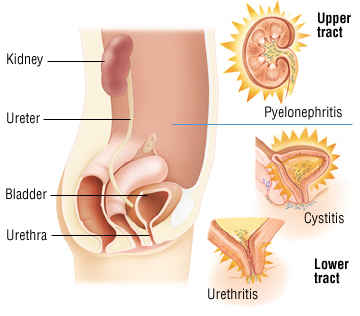 Upper
tract
Kidney
Pyelonephritis
Ureter
Bladder
Cystitis
Urethra
Lower
tract
Urethritis